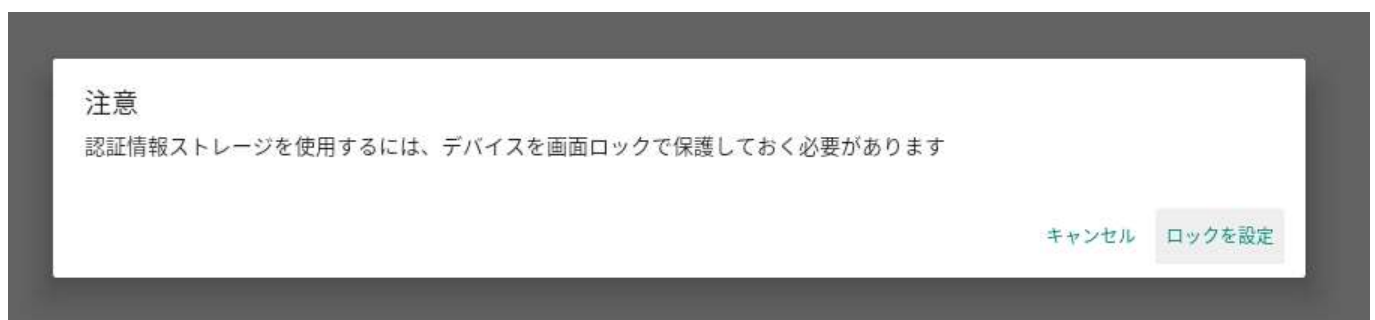 注意
認証情報ストレージを使用するには、デバイスを画面ロックで保護しておく必要があります
キャンセル ロックを設定